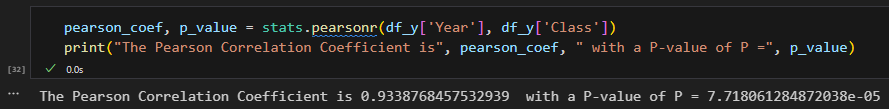 pearson_coef, p_value = stats.pearsonr(df_y['Year'], df_y['Class'])
print("The Pearson Correlation Coefficient is", pearson_coef, " with a P-value of P =", p_value)
[32]
0.0s
The Pearson Correlation Coefficient is 0.9338768457532939  with a P-value of P = 7.718061284872038e-05